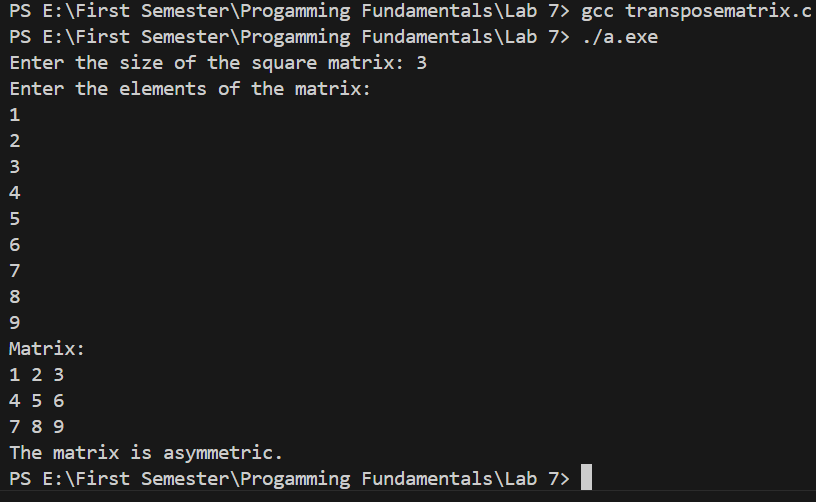 PS E:\First Semester\Progamming Fundamentals\Lab 7> gcc transposematrix.c
PS E:\First Semester\Progamming Fundamentals\Lab 7> ./a.exe
Enter the size of the square matrix: 3
Enter the elements of the matrix:
1
2
3
4
5
6
7
8
9
Matrix:
1 2 3
4 5 6
7 8 9
The matrix is asymmetric.
PS E:\First Semester\Progamming Fundamentals\Lab 7>